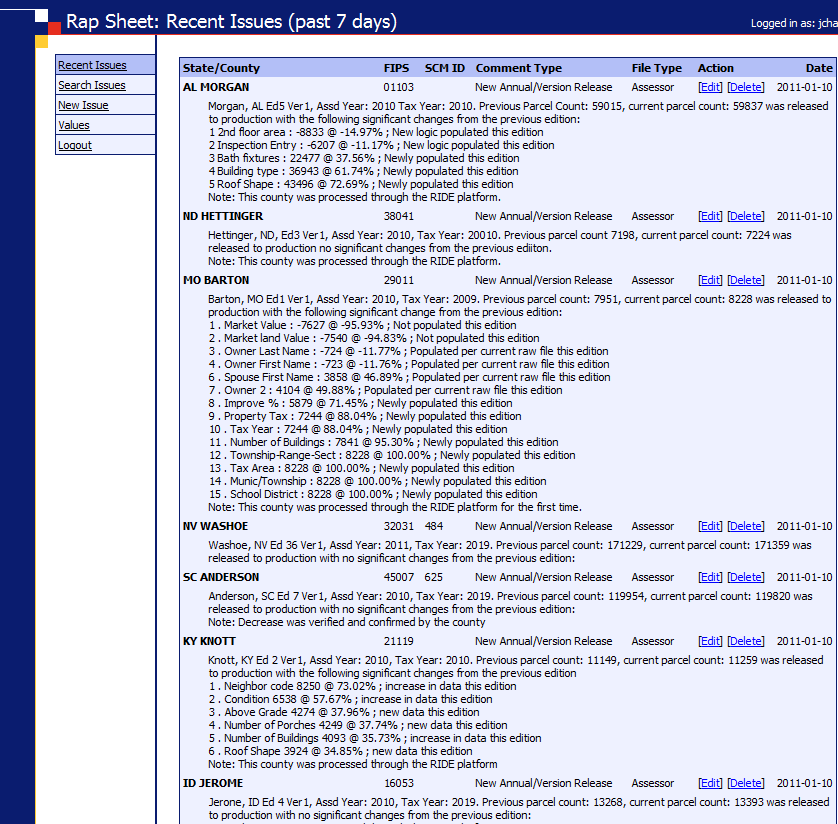 Rap Sheet: Recent Issues (past 7 days)
Logged in as: jcha
Recent Issues
Search Issues
New Issue
Values
Logout
State/County FIPS SCM ID Comment Type File Type Action Date
AL MORGAN 01103 New Annual/Version Release Assessor [Edit] [Delete] 2011-01-10
Morgan, AL Ed5 Ver1, Assd Year: 2010 Tax Year: 2010. Previous Parcel Count: 59015, current parcel count: 59837 was released
to production with the following significant changes from the previous edition:
1 2nd floor area : -8833 @ -14.97% ; New logic populated this edition
2 Inspection Entry : -6207 @ -11.17% ; New logic populated this edition
3 Bath fixtures : 22477 @ 37.56% ; Newly populated this edition
4 Building type : 36943 @ 61.74% ; Newly populated this edition
5 Roof Shape : 43496 @ 72.69% ; Newly populated this edition
Note: This county was processed through the RIDE platform.
ND HETTINGER 38041 New Annual/Version Release Assessor [Edit] [Delete] 2011-01-10
Hettinger, ND, Ed3 Ver1, Assd Year: 2010, Tax Year: 20010. Previous parcel count 7198, current parcel count: 7224 was
released to production no significant changes from the previous ediiton.
Note: This county was processed through the RIDE platform.
MO BARTON 29011 New Annual/Version Release Assessor [Edit] [Delete] 2011-01-10
Barton, MO Ed1 Ver1, Assd Year: 2010, Tax Year: 2009. Previous parcel count: 7951, current parcel count: 8228 was released to
production with the following significant change from the previous edition:
1 . Market Value : -7627 @ -95.93% ; Not populated this edition
2 . Market land Value : -7540 @ -94.83% ; Not populated this edition
3 . Owner Last Name : -724 @ -11.77% ; Populated per current raw file this edition
4 . Owner First Name : -723 @ -11.76% ; Populated per current raw file this edition
6 . Spouse First Name : 3858 @ 46.89% ; Populated per current raw file this edition
7 . Owner 2 : 4104 @ 49.88% ; Populated per current raw file this edition
8 . Improve % : 5879 @ 71.45% ; Newly populated this edition
9 . Property Tax : 7244 @ 88.04% ; Newly populated this edition
10 . Tax Year : 7244 @ 88.04% ; Newly populated this edition
11 . Number of Buildings : 7841 @ 95.30% ; Newly populated this edition
12 . Township-Range-Sect : 8228 @ 100.00% ; Newly populated this edition
13 . Tax Area : 8228 @ 100.00% ; Newly populated this edition
14 . Munic/Township : 8228 @ 100.00% ; Newly populated this edition
15 . School District : 8228 @ 100.00% ; Newly populated this edition
Note: This county was processed through the RIDE platform for the first time.
NV WASHOE 32031 484 New Annual/Version Release Assessor [Edit] [Delete] 2011-01-10
Washoe, NV Ed 36 Ver1, Assd Year: 2011, Tax Year: 2019. Previous parcel count: 171229, current parcel count: 171359 was
released to production with no significant changes from the previous edition:
SC ANDERSON 45007 625 New Annual/Version Release Assessor [Edit] [Delete] 2011-01-10
Anderson, SC Ed 7 Ver1, Assd Year: 2010, Tax Year: 2019. Previous parcel count: 119954, current parcel count: 119820 was
released to production with no significant changes from the previous edition:
Note: Decrease was verified and confirmed by the county
KY KNOTT 21119 New Annual/Version Release Assessor [Edit] [Delete] 2011-01-10
Knott, KY Ed 2 Ver1, Assd Year: 2010, Tax Year: 2010. Previous parcel count: 11149, current parcel count: 11259 was released
to production with the following significant changes from the previous edition
1 . Neighbor code 8250 @ 73.02% ; increase in data this edition
2 . Condition 6538 @ 57.67% ; increase in data this edition
3 . Above Grade 4274 @ 37.96% ; new data this edition
4 . Number of Porches 4249 @ 37.74% ; new data this edition
5 . Number of Buildings 4093 @ 35.73% ; increase in data this edition
6 . Roof Shape 3924 @ 34.85% ; new data this edition
Note: This county was processed through the RIDE platform
ID JEROME 16053 New Annual/Version Release Assessor [Edit] [Delete] 2011-01-10
Jerone, ID Ed 4 Ver1, Assd Year: 2010, Tax Year: 2019. Previous parcel count: 13268, current parcel count: 13393 was released
to production with no significant changes from the previous edition: